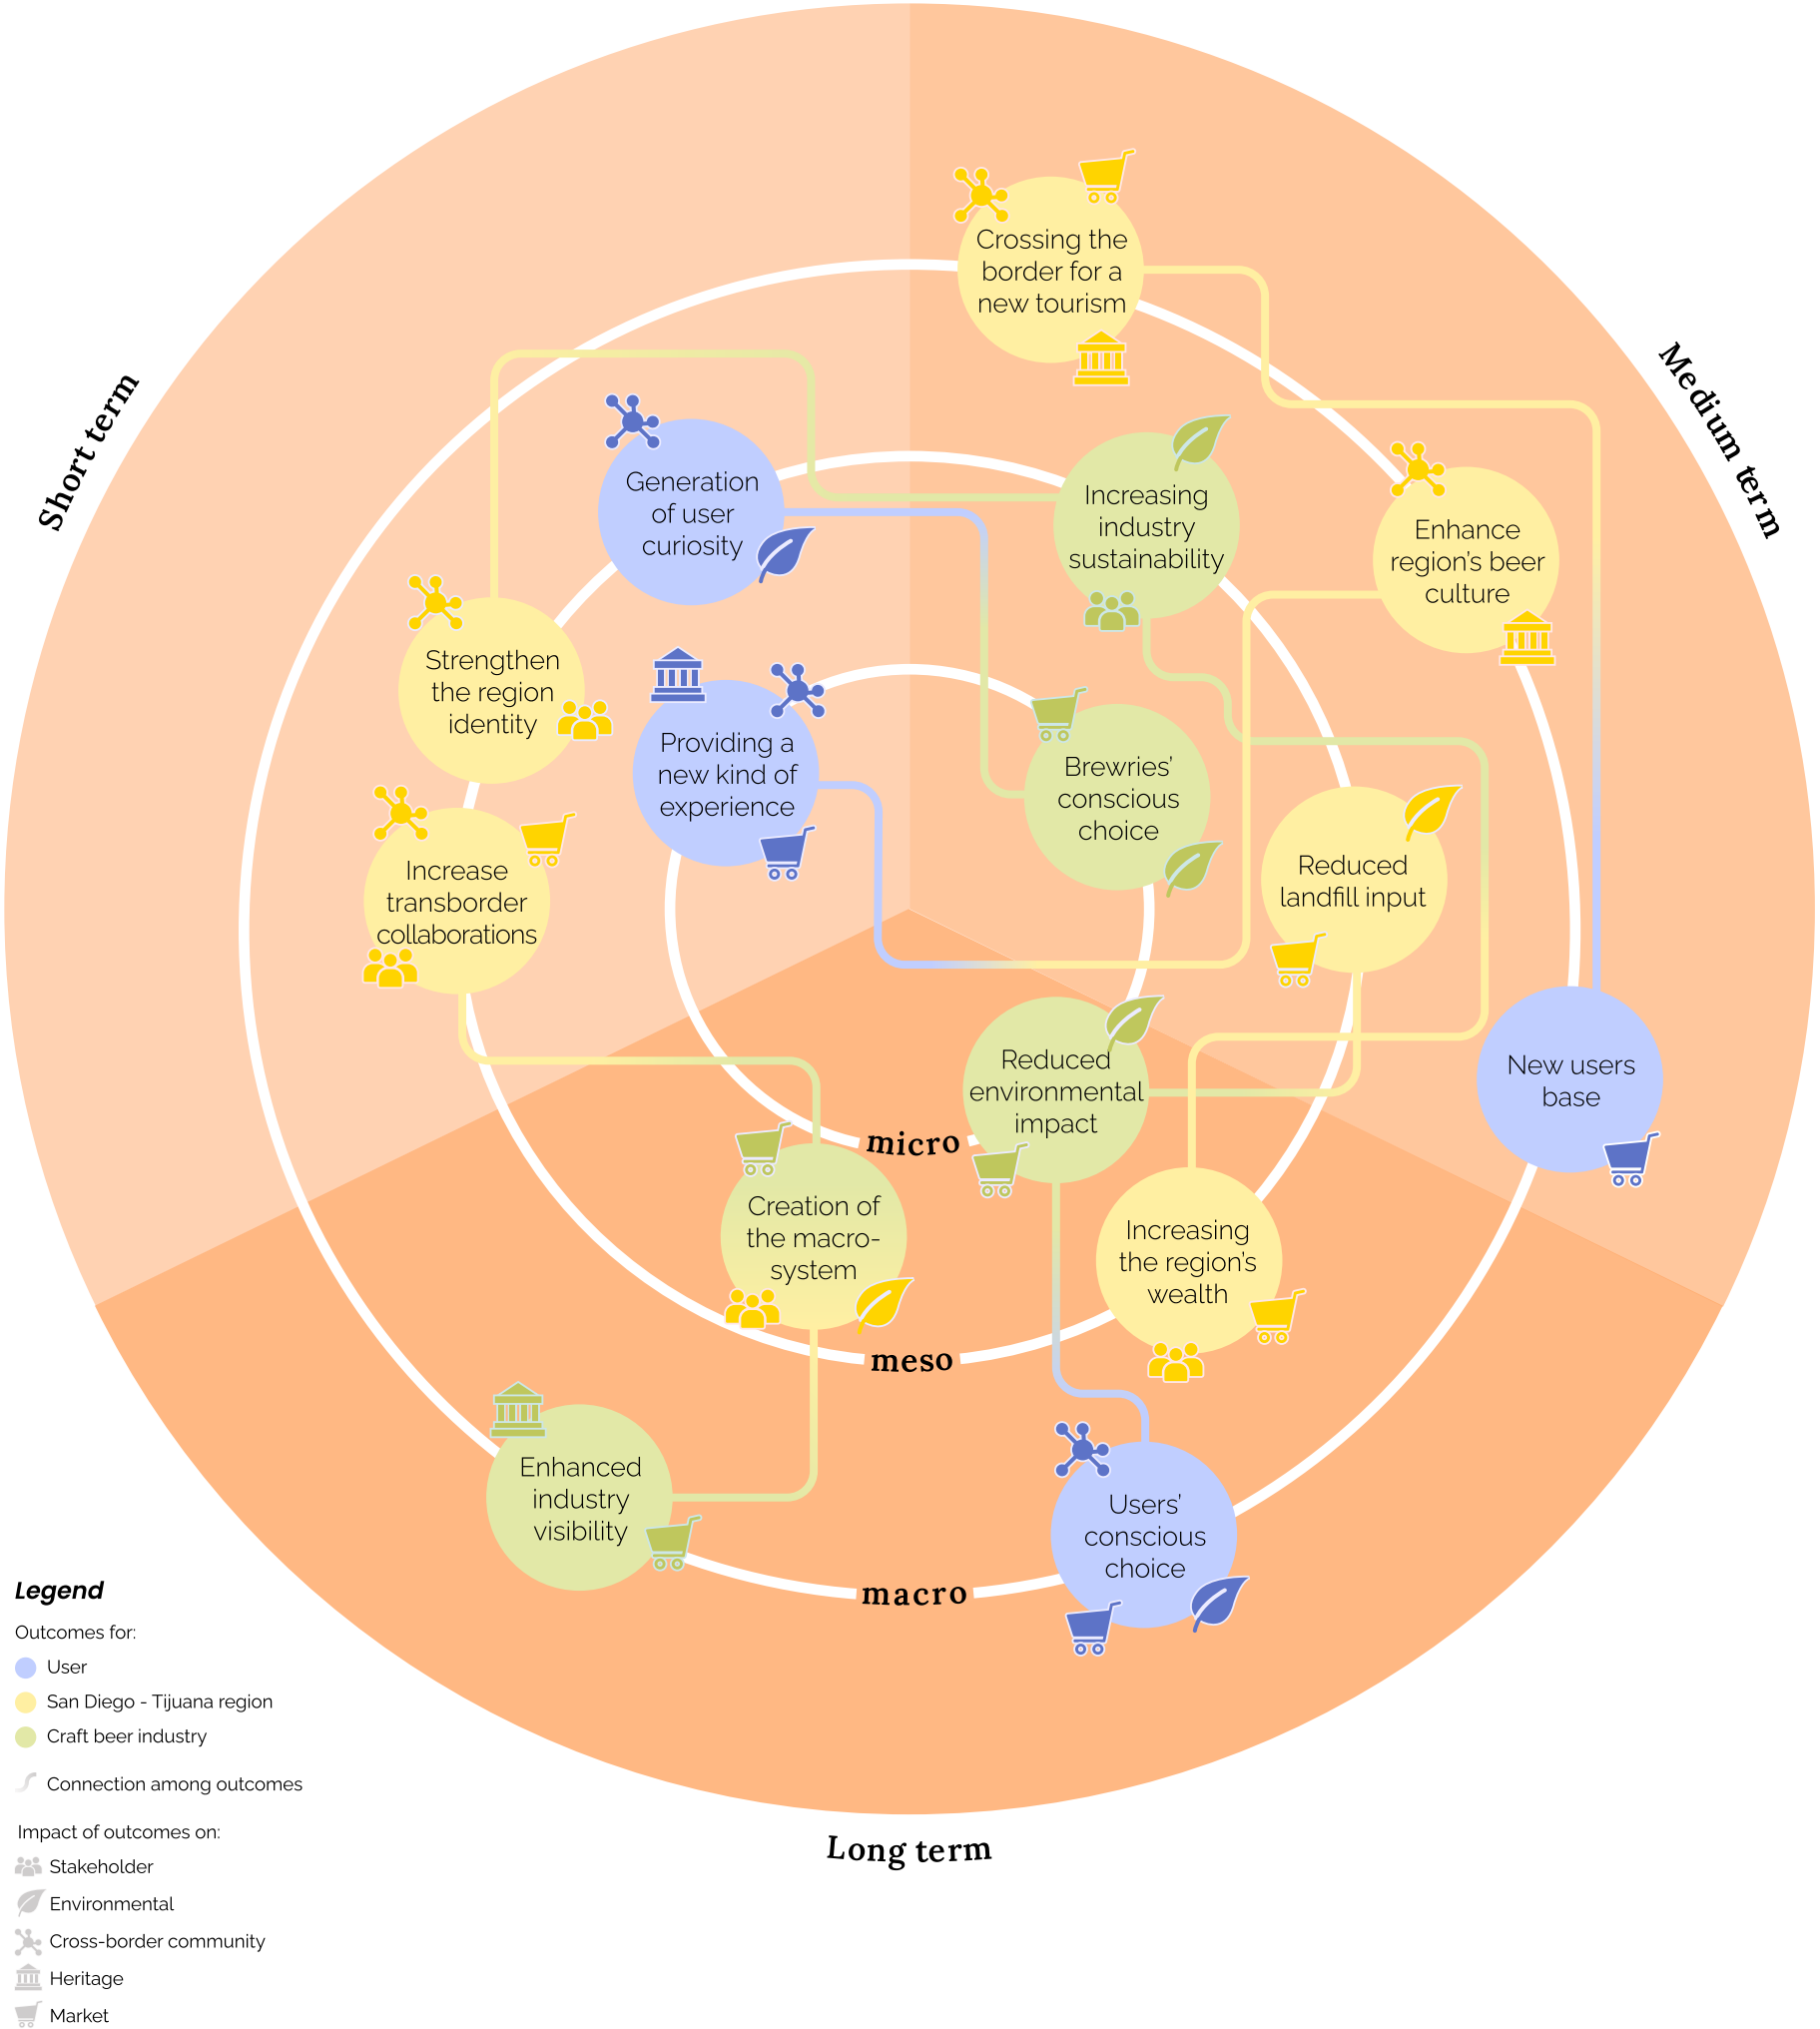 Crossing the
border for a
new tourism
Short term
Medium term
Generation
of user
curiosity
Increasing
industry
sustainability
Enhance
region's beer
culture
Strengthen
the region
identity
Providing a
new kind of
experience
Brewries'
conscious
choice
Increase
transborder
collaborations
Reduced
landfill input
Reduced
environmental
impact
New users
base
micro
Creation of
the macro-
system
Increasing
the region's
wealth
meso
Enhanced
industry
visibility
Users'
conscious
choice
macro
Long term
Legend
Outcomes for:
User
San Diego - Tijuana region
Craft beer industry
Connection among outcomes
Impact of outcomes on:
Stakeholder
Environmental
Cross-border community
Heritage
Market